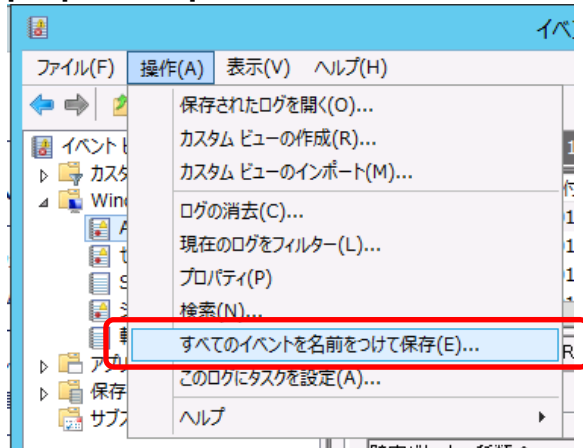 イベ
ファイル(F) 操作(A) 表示(V) ヘルプ(H)
保存されたログを開く(O)...
カスタム ビューの作成(R)...
カスタム ビューのインポート(M)...
ログの消去(C)...
現在のログをフィルター(L)...
プロパティ(P)
検索(N)...
すべてのイベントを名前をつけて保存(E)...
このログにタスクを設定(A)...
ヘルプ
イベント
カスタ
Wind
A
セ
S
シ
アプリ
保存
サブス